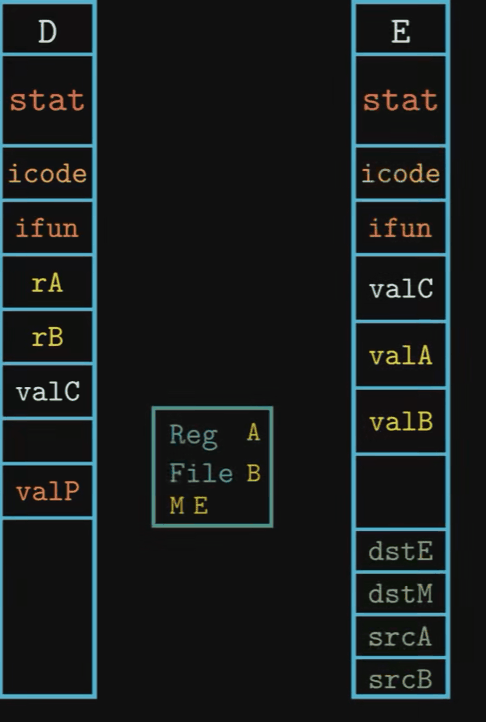 D
stat
icode
ifun
rA
rB
valC
valP
Reg A
File B
M E
E
stat
icode
ifun
valC
valA
valB
dstE
dstM
srcA
srcB